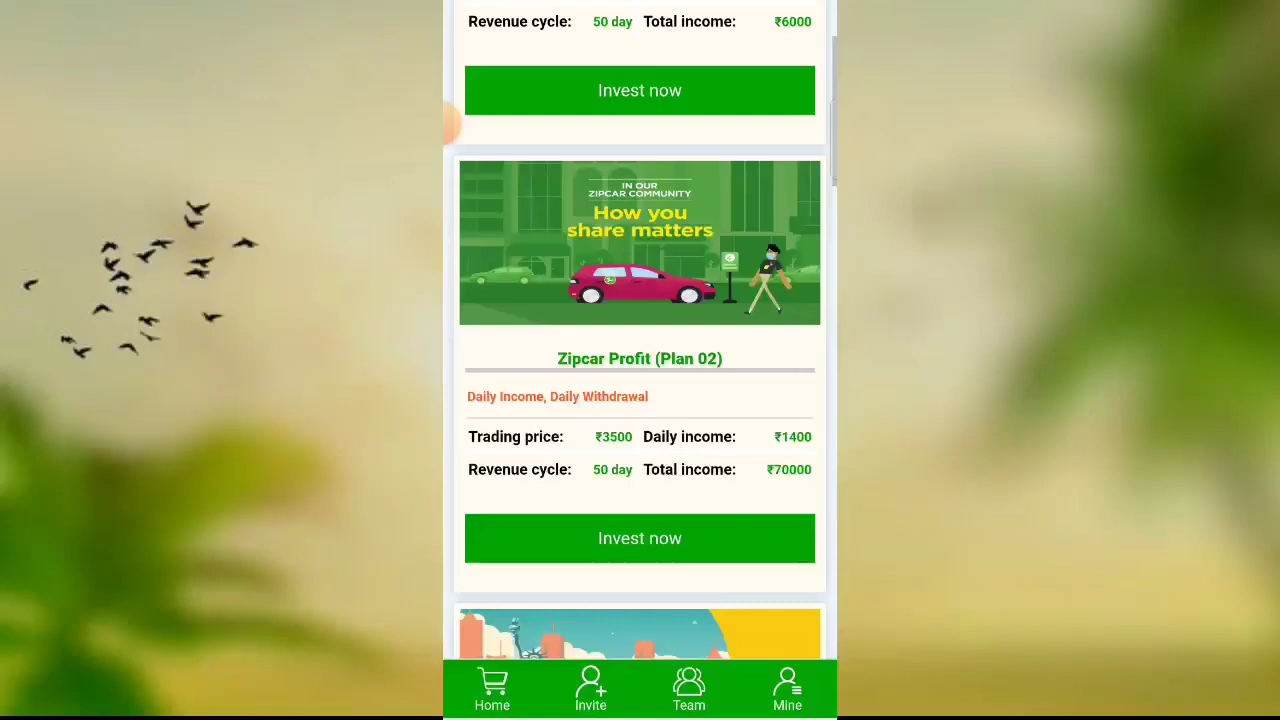 Revenue cycle: 50 day Total income: ₹6000
Invest now
IN OUR
ZIPCAR COMMUNITY
How you
share matters
Zipcar Profit (Plan 02)
Daily Income, Daily Withdrawal
Trading price: ₹3500 Daily income: ₹1400
Revenue cycle: 50 day Total income: ₹70000
Invest now
Home Invite Team Mine